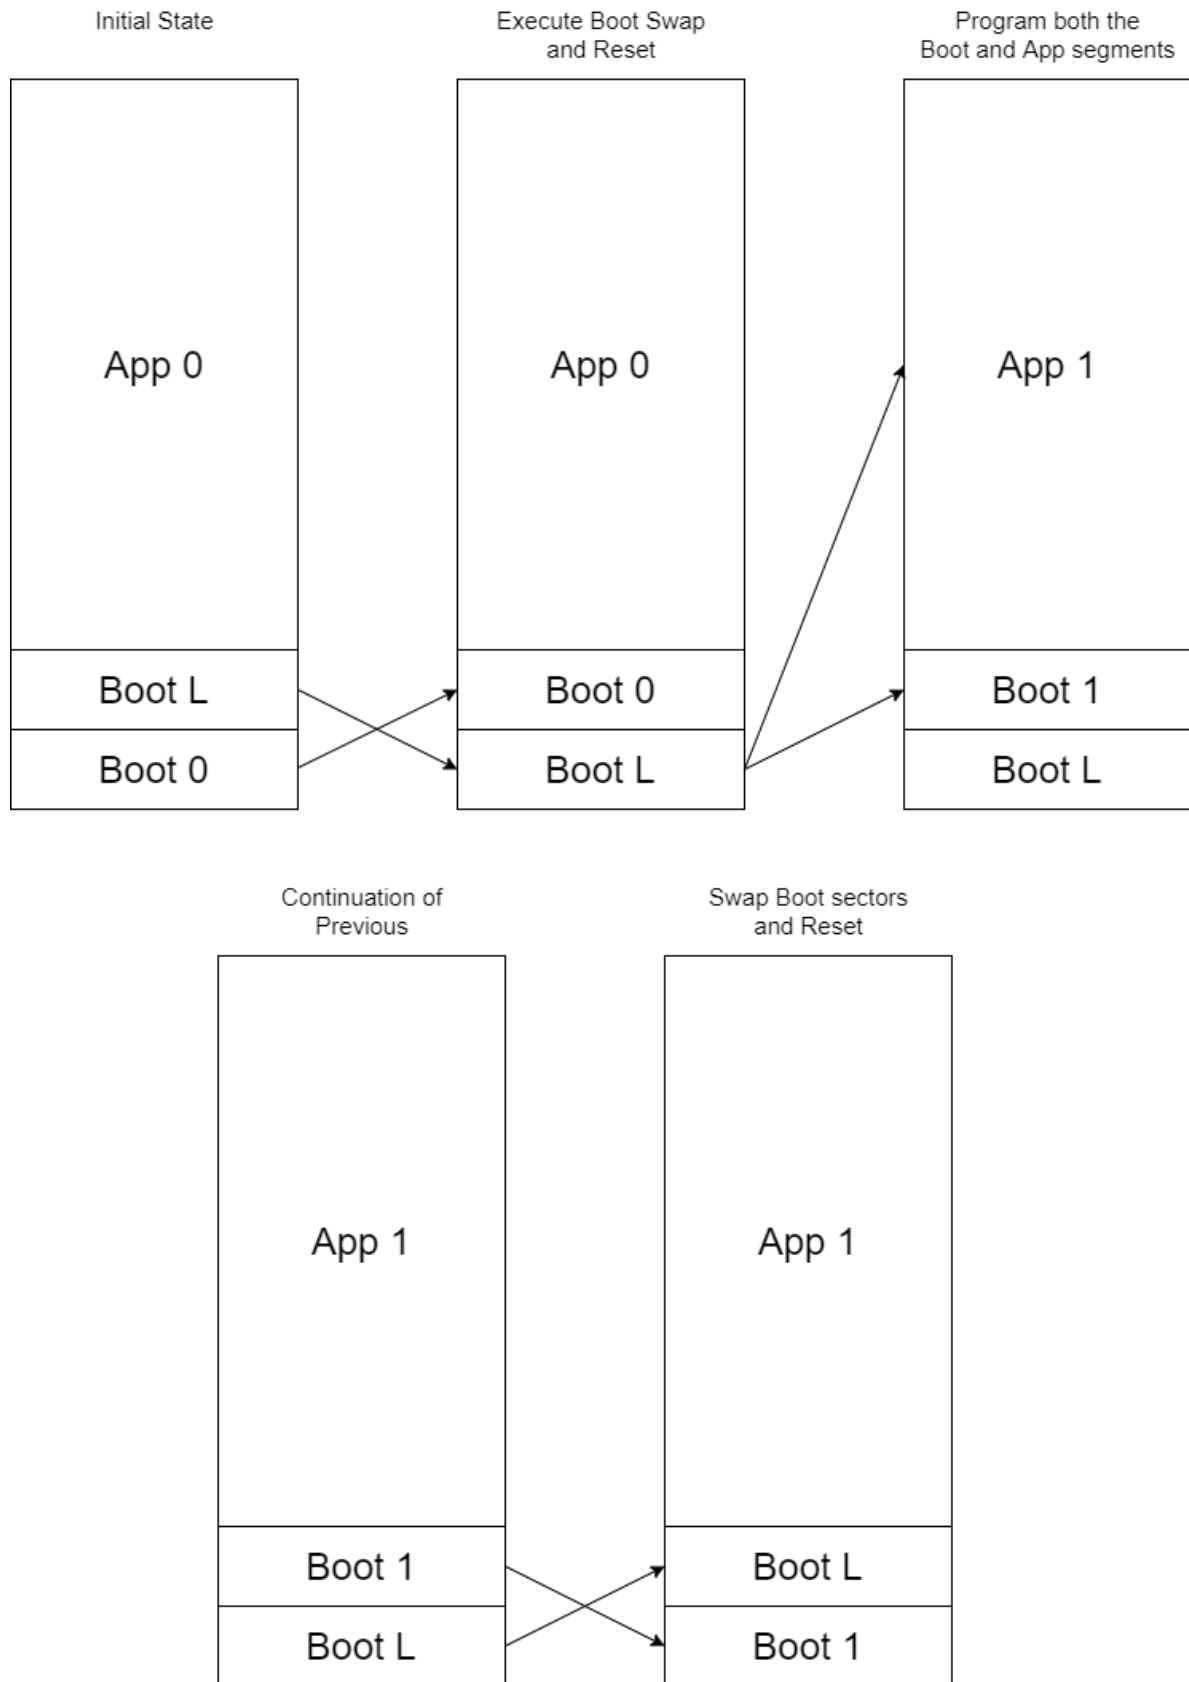 Initial State
Execute Boot Swap
and Reset
Program both the
Boot and App segments
App 0
App 0
App 1
Boot L
Boot 0
Boot 1
Boot 0
Boot L
Boot L
Continuation of
Previous
Swap Boot sectors
and Reset
App 1
App 1
Boot 1
Boot L
Boot L
Boot 1